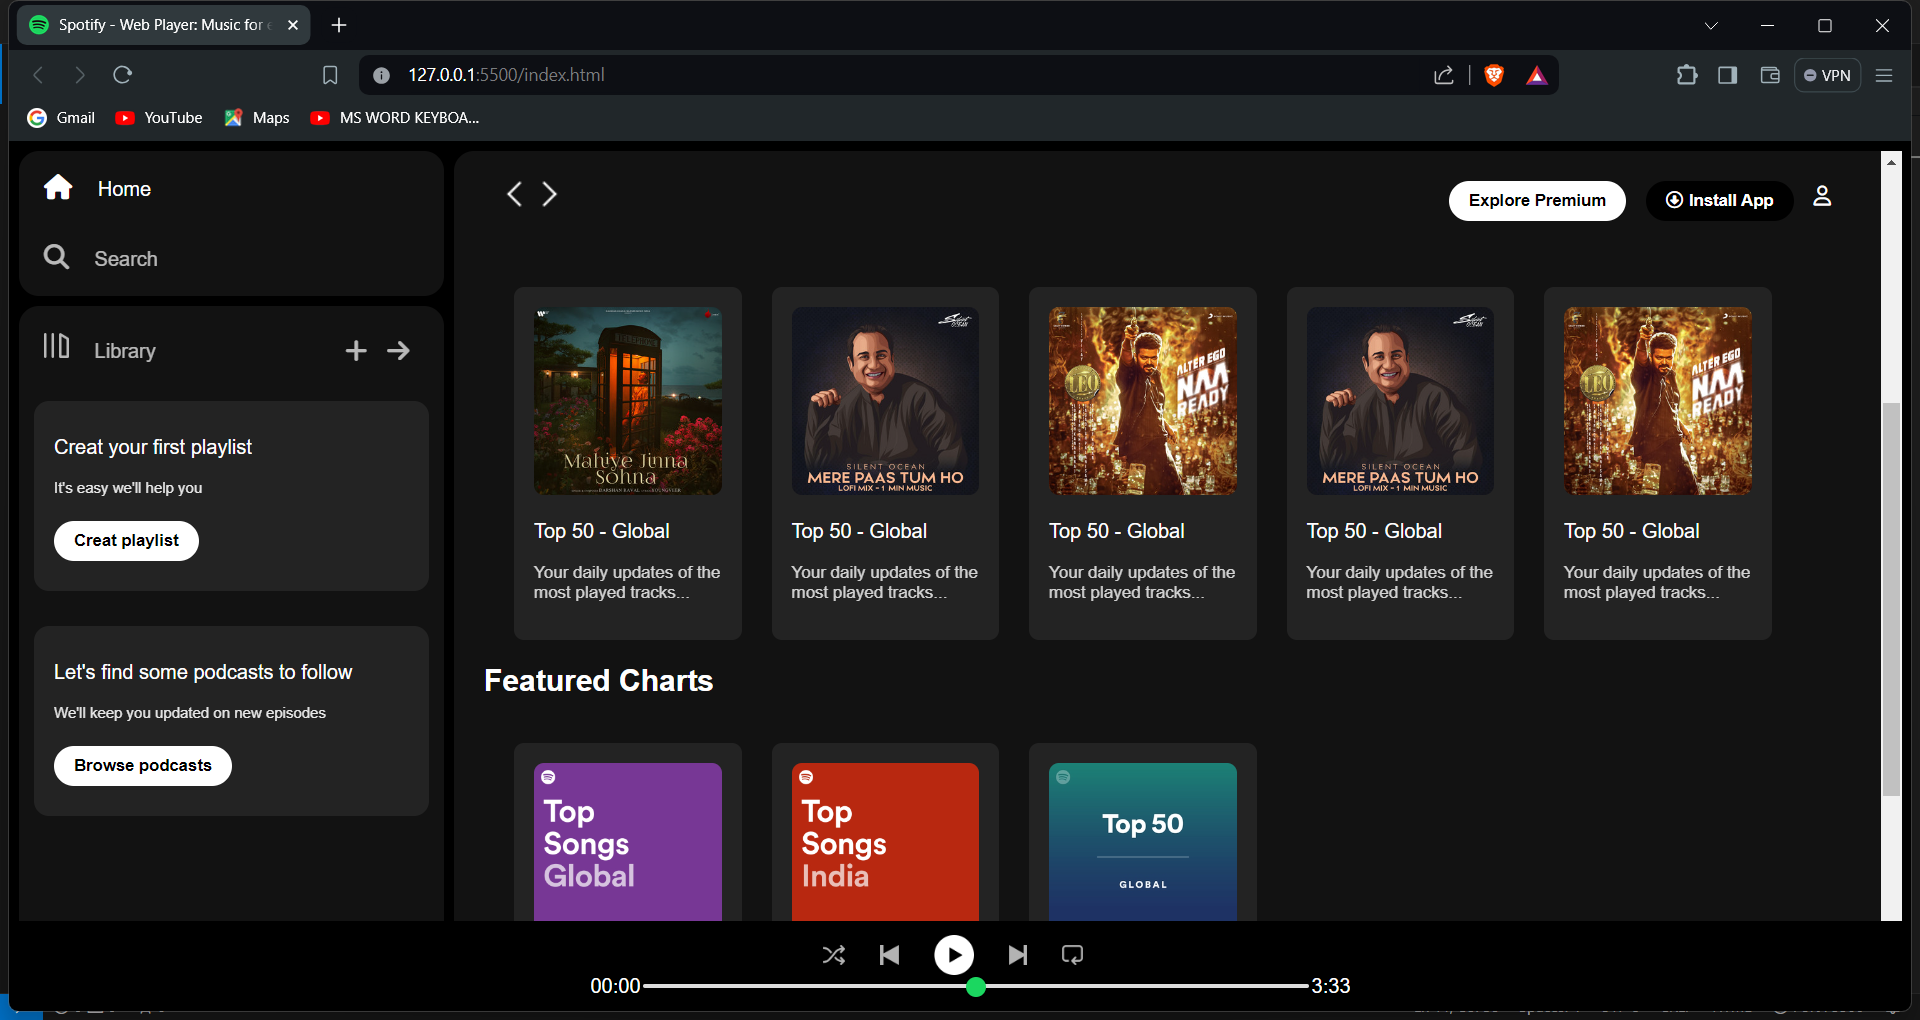 Spotify - Web Player: Music for
127.0.0.1:5500/index.html
VPN
Gmail YouTube Maps MS WORD KEYBOA...
Home
Search
Library
Creat your first playlist
It's easy we'll help you
Creat playlist
Let's find some podcasts to follow
We'll keep you updated on new episodes
Browse podcasts
Explore Premium
Install App
Mahiye Jinna
Sohna
DARSHAN RAVAL
Silent
OCEAN
SILENT OCEAN
MERE PAAS TUM HO
LOFI MIX - 1 MIN MUSIC
LEO
ALTER EGO
NAA
READY
Silent
OCEAN
SILENT OCEAN
MERE PAAS TUM HO
LOFI MIX - 1 MIN MUSIC
LEO
ALTER EGO
NAA
READY
Top 50 - Global
Your daily updates of the
most played tracks...
Top 50 - Global
Your daily updates of the
most played tracks...
Top 50 - Global
Your daily updates of the
most played tracks...
Top 50 - Global
Your daily updates of the
most played tracks...
Top 50 - Global
Your daily updates of the
most played tracks...
Featured Charts
Top
Songs
Global
Top
Songs
India
Top 50
GLOBAL
00:00
3:33